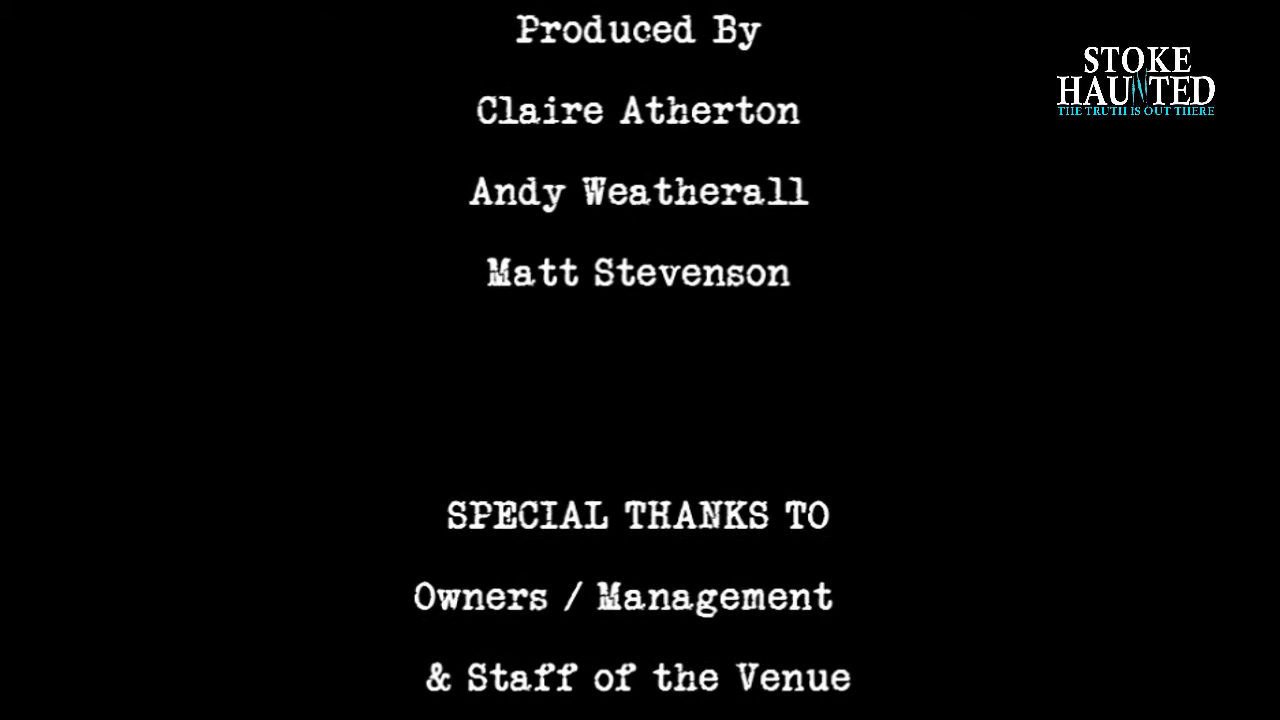 Produced By
Claire Atherton
Andy Weatherall
Matt Stevenson
SPECIAL THANKS TO
Owners / Management
& Staff of the Venue
STOKE
HAUNTED
THE TRUTH IS OUT THERE